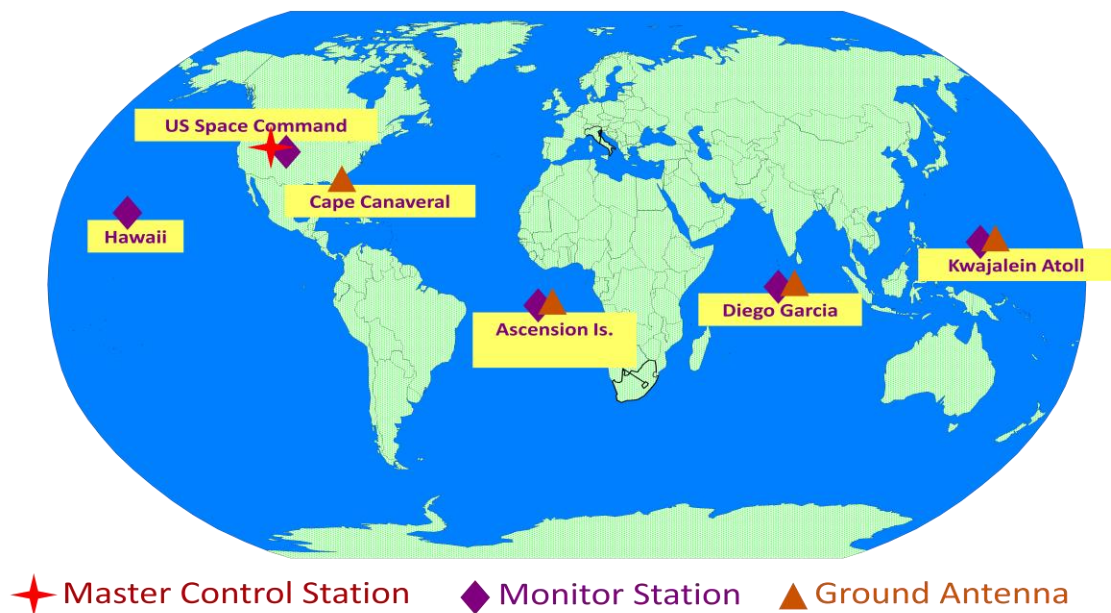 US Space Command
Cape Canaveral
Hawaii
Kwajalein Atoll
Diego Garcia
Ascension Is.
Master Control Station Monitor Station Ground Antenna